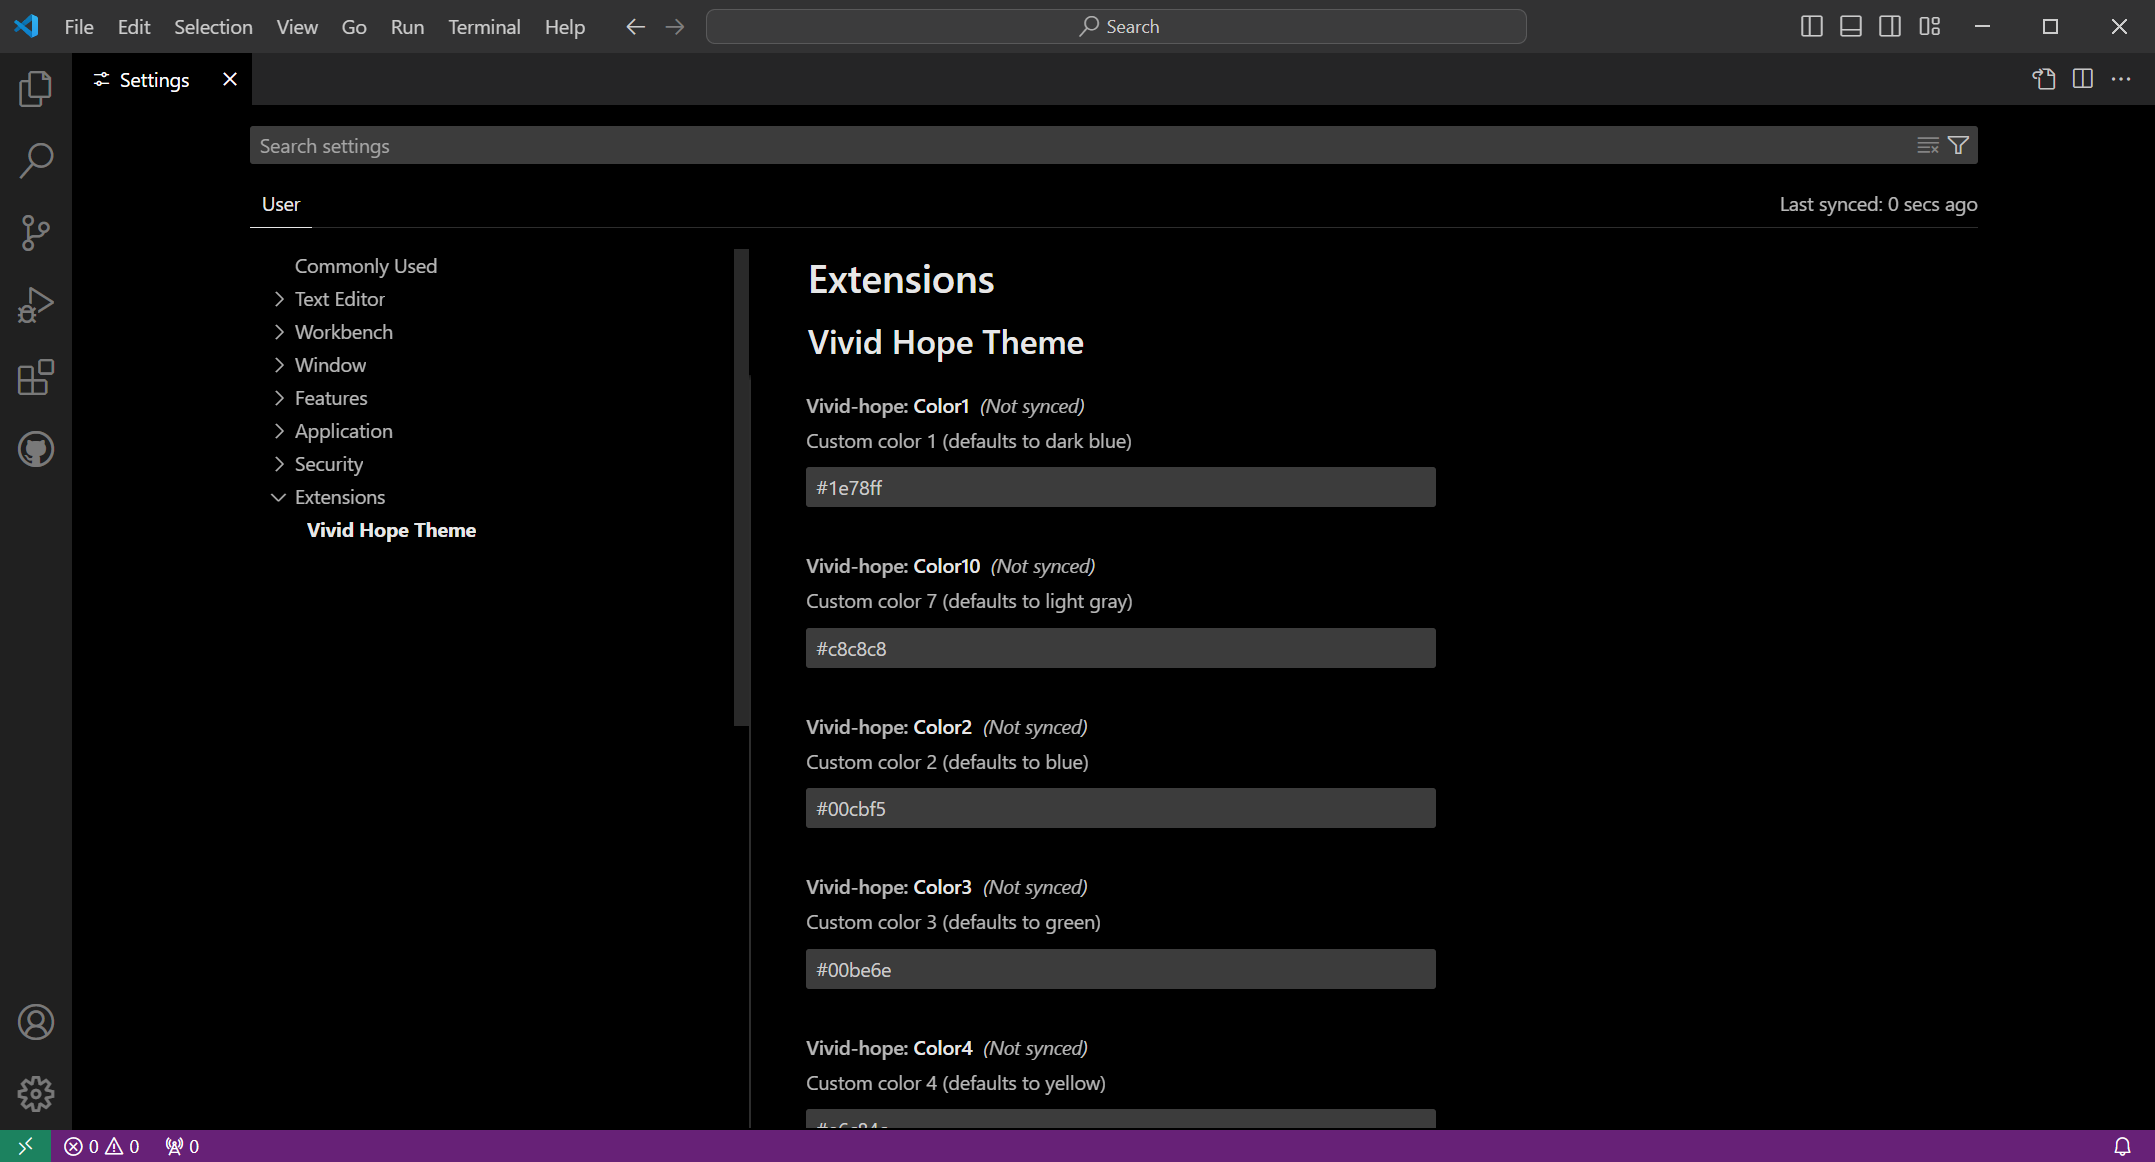 File Edit Selection View Go Run Terminal Help
Search
Settings
Search settings
User
Last synced: 0 secs ago
Commonly Used
Text Editor
Workbench
Window
Features
Application
Security
Extensions
Vivid Hope Theme
Extensions
Vivid Hope Theme
Vivid-hope: Color1 (Not synced)
Custom color 1 (defaults to dark blue)
#1e78ff
Vivid-hope: Color10 (Not synced)
Custom color 7 (defaults to light gray)
#c8c8c8
Vivid-hope: Color2 (Not synced)
Custom color 2 (defaults to blue)
#00cbf5
Vivid-hope: Color3 (Not synced)
Custom color 3 (defaults to green)
#00be6e
Vivid-hope: Color4 (Not synced)
Custom color 4 (defaults to yellow)
0 0 0